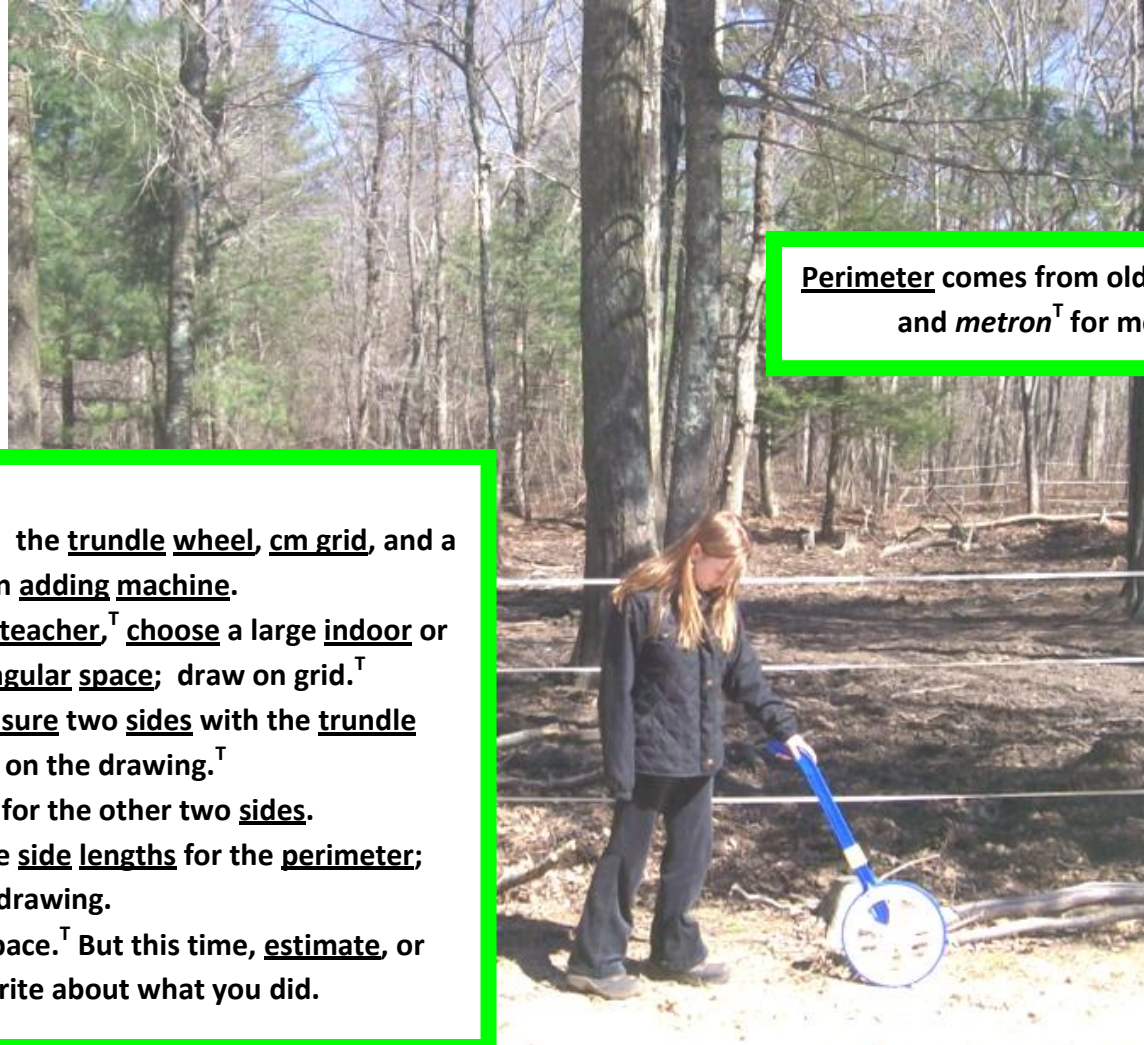 Perimeter comes from old
and metronᵀ for m
the trundle wheel, cm grid, and a
n adding machine.
teacher,ᵀ choose a large indoor or
ngular space; draw on grid.ᵀ
sure two sides with the trundle
on the drawing.ᵀ
for the other two sides.
e side lengths for the perimeter;
drawing.
pace.ᵀ But this time, estimate, or
rite about what you did.